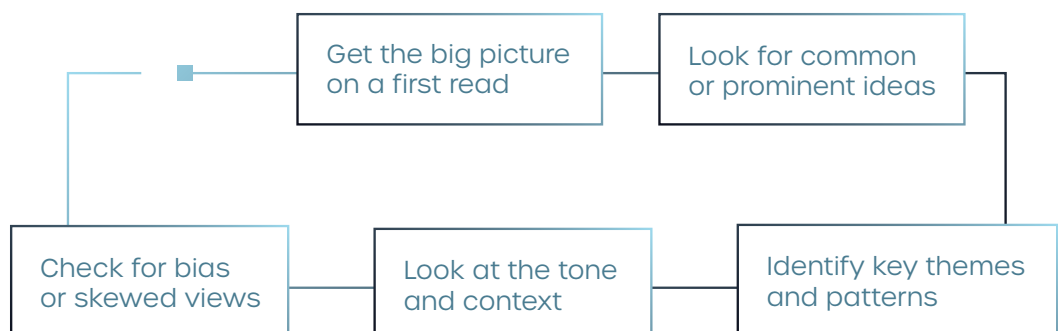 Get the big picture
on a first read
Look for common
or prominent ideas
Identify key themes
and patterns
Look at the tone
and context
Check for bias
or skewed views